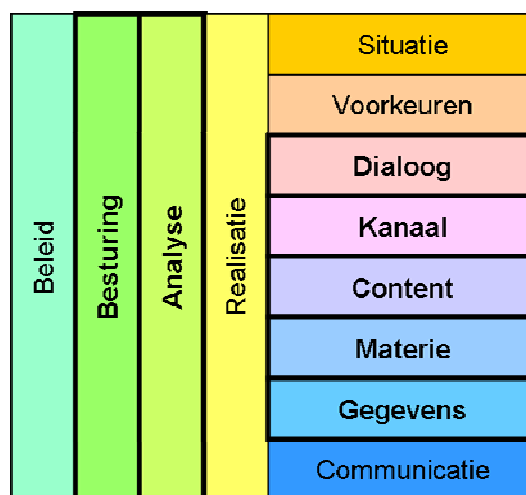 Beleid
Besturing
Analyse
Realisatie
Situatie
Voorkeuren
Dialoog
Kanaal
Content
Materie
Gegevens
Communicatie